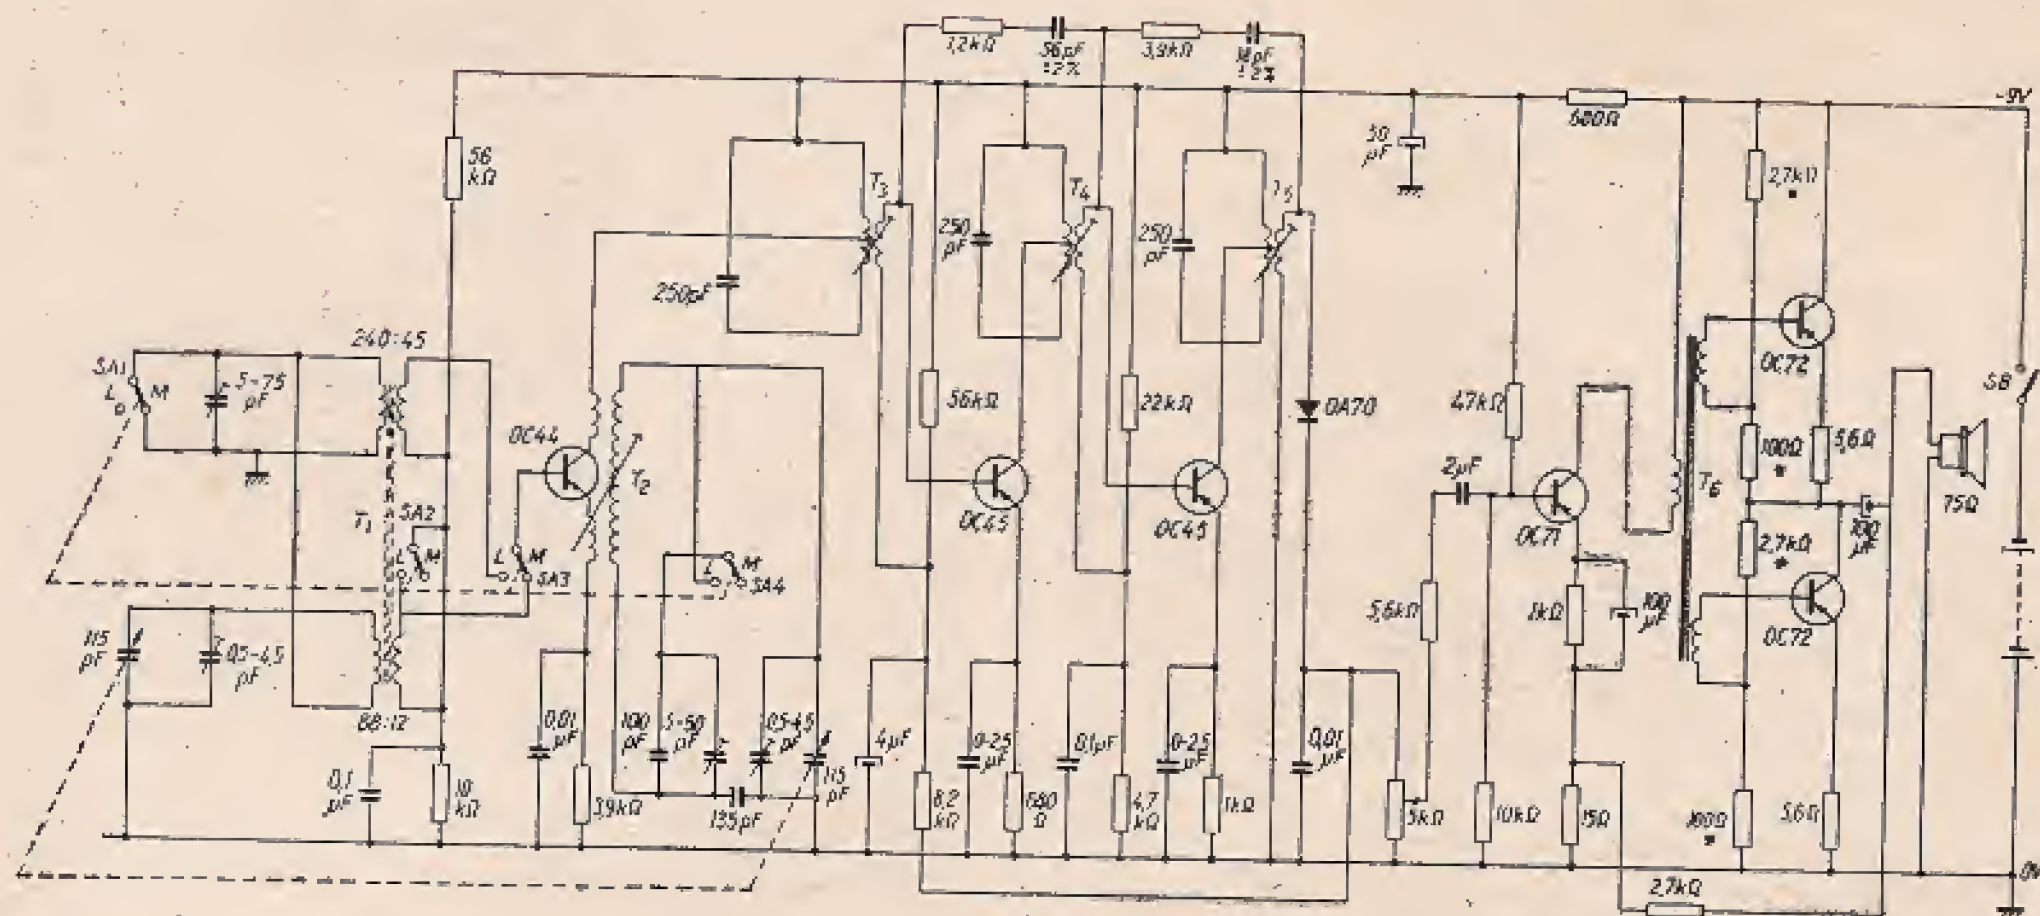 1,2kΩ
56pF
±2%
3,9kΩ
18pF
±2%
56
kΩ
250pF
T3
250
pF
T4
250
pF
T5
50
µF
600Ω
-9V
2,7kΩ
*
240:45
SA1
L
M
5-75
pF
OC44
T2
56kΩ
22kΩ
OA70
47kΩ
OC72
5,6Ω
SB
T1
SA2
L
M
L
M
SA3
L
M
SA4
OC45
OC45
2µF
OC71
T6
100Ω
*
2,7kΩ
*
100
µF
75Ω
115
pF
0,5-4,5
pF
88:12
5,6kΩ
1kΩ
100
µF
OC72
0,1
µF
10
kΩ
0,01
µF
3,9kΩ
100
pF
5-50
pF
0,5-4,5
pF
135pF
115
pF
4µF
8,2
kΩ
0-25
µF
680
Ω
0,1µF
4,7
kΩ
0-25
µF
1kΩ
0,01
µF
5kΩ
10kΩ
15Ω
100Ω
*
5,6Ω
2,7kΩ
0V